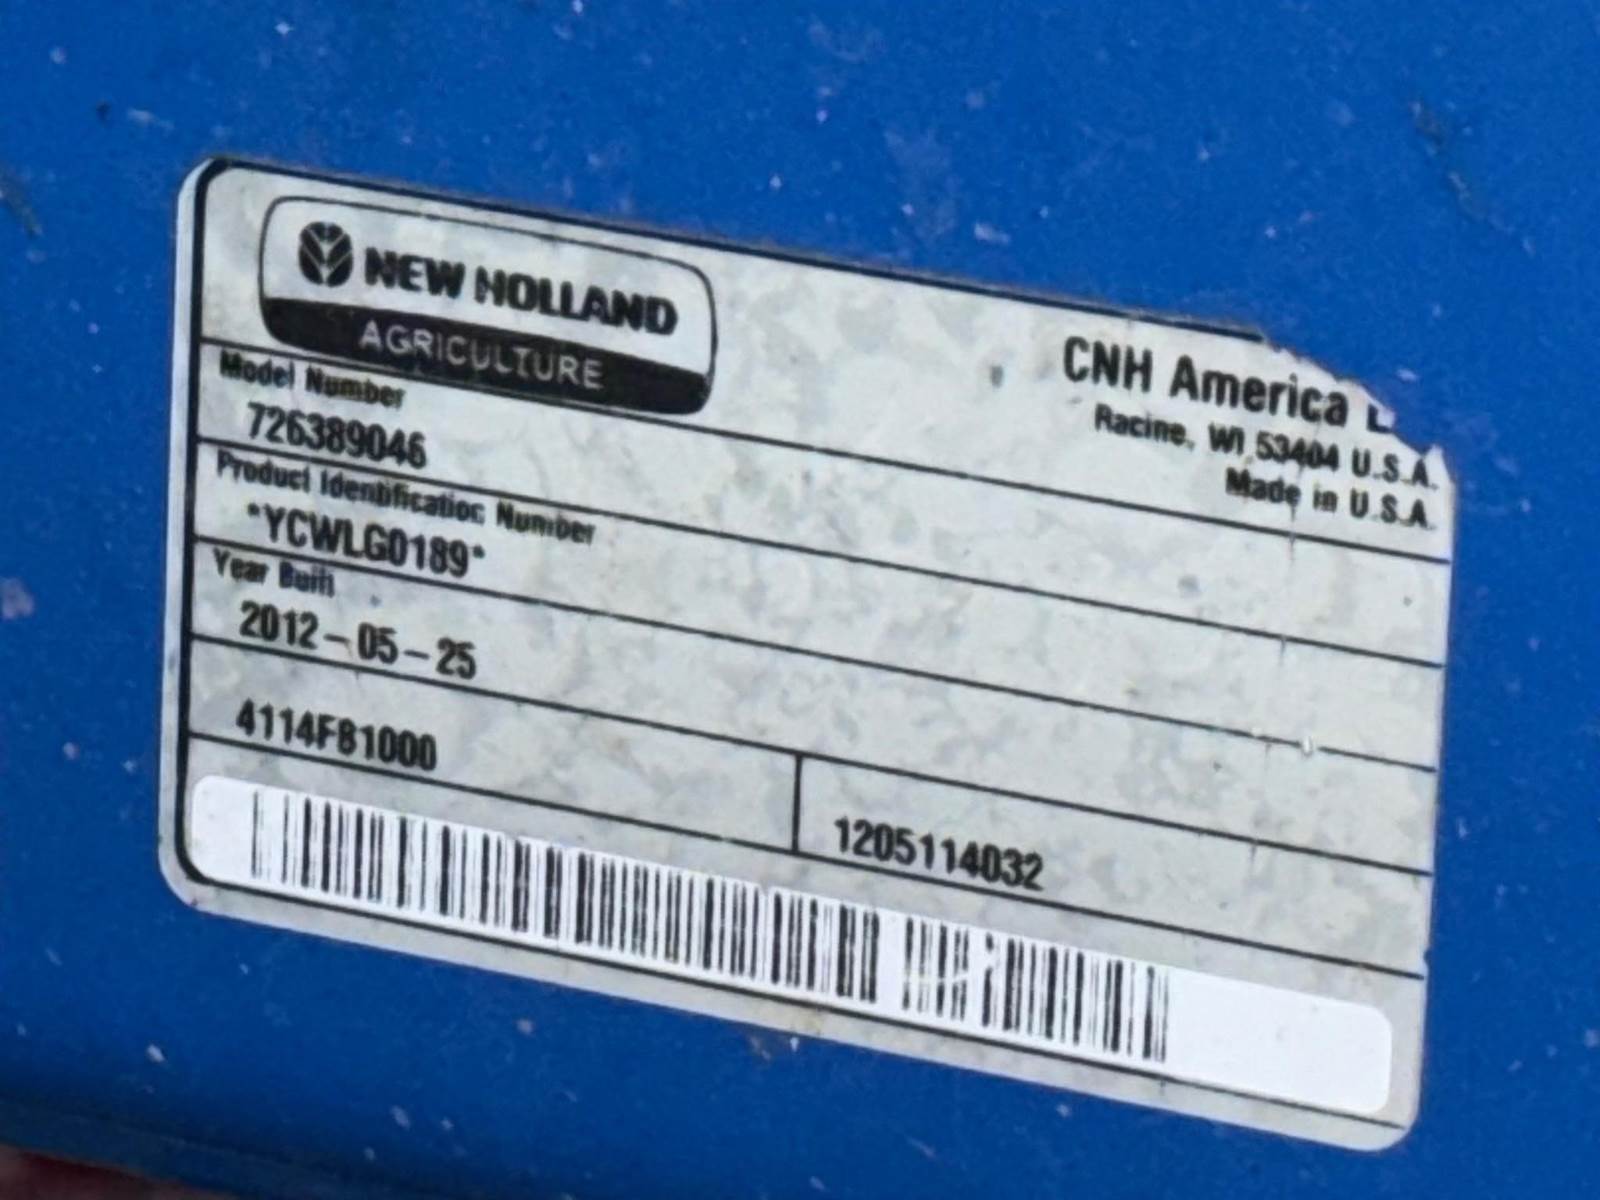 NEW HOLLAND
AGRICULTURE
CNH America
Racine, WI 53404 U.S.A.
Made in U.S.A.
Model Number
726389046
Product Identification Number
*YCWLG0189*
Year Built
2012-05-25
4114FB1000
1205114032